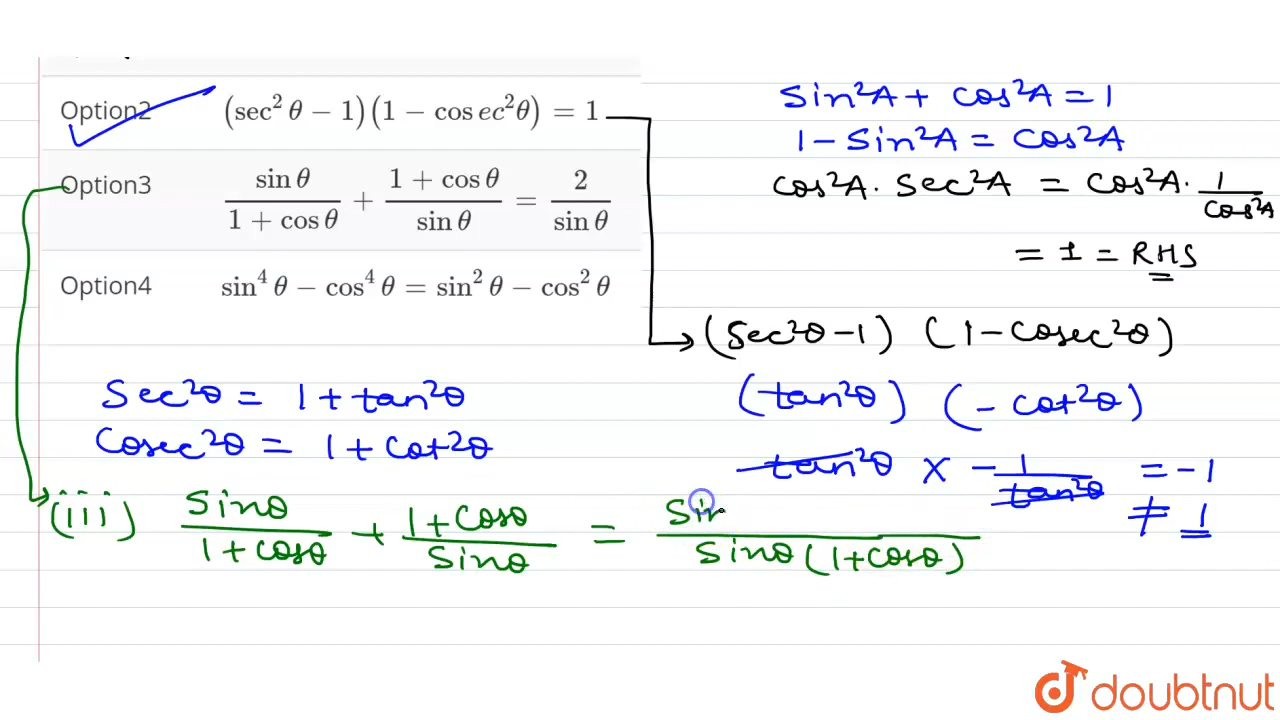 Option2 (sec² θ − 1)(1 − cos ec²θ) = 1
Option3 sin θ / 1 + cos θ + 1 + cos θ / sin θ = 2 / sin θ
Option4 sin⁴ θ − cos⁴ θ = sin² θ − cos² θ
Sin²A + cos²A = 1
1 − Sin²A = cos²A
cos²A · sec²A = cos²A · 1 / cos²A
= 1 = RHS
(Sec²θ − 1) (1 − cosec²θ)
(tan²θ) (− cot²θ)
tan²θ × − 1 / tan²θ = −1
≠ 1
Sec²θ = 1 + tan²θ
Cosec²θ = 1 + cot²θ
(iii) Sinθ / 1 + cosθ + 1 + cosθ / Sinθ = Sin / Sinθ (1 + cosθ)
doubtnut